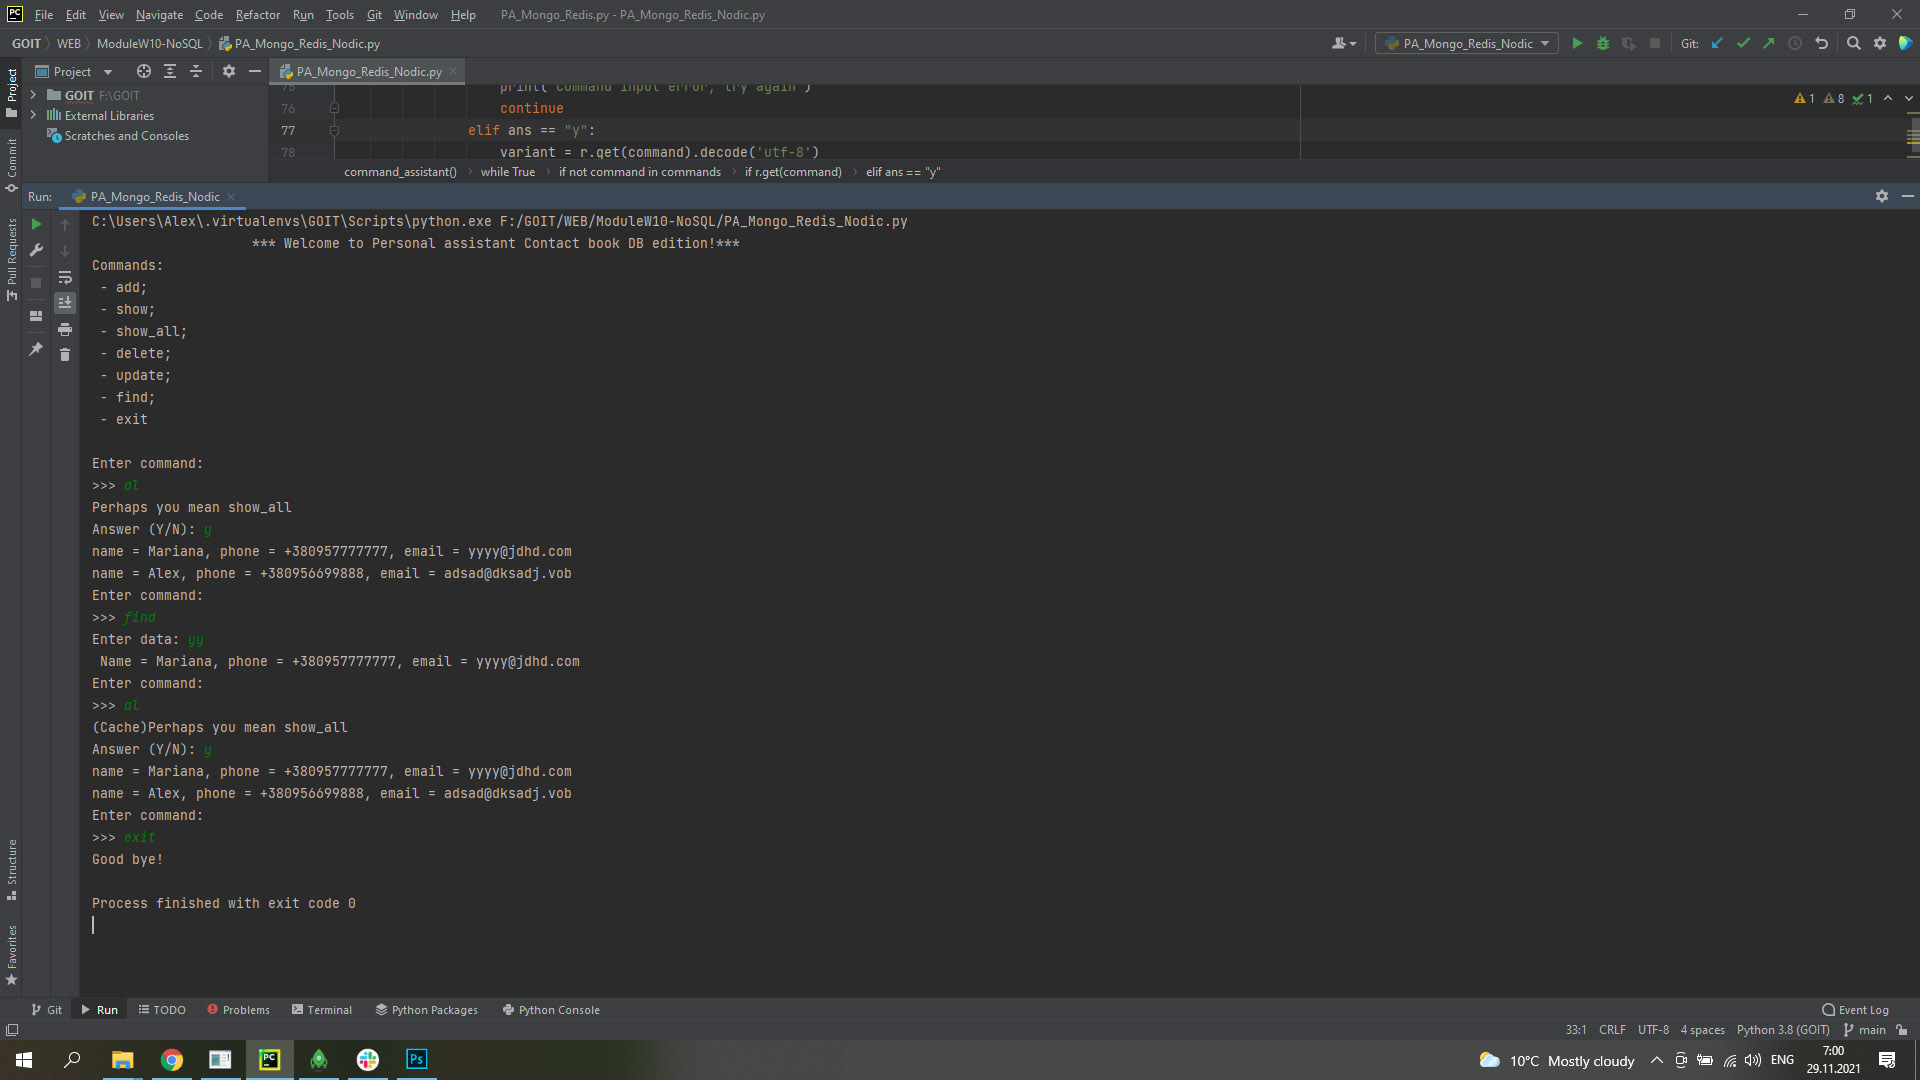 PC File Edit View Navigate Code Refactor Run Tools Git Window Help PA_Mongo_Redis.py - PA_Mongo_Redis_Nodic.py
GOIT WEB ModuleW10-NoSQL PA_Mongo_Redis_Nodic.py PA_Mongo_Redis_Nodic Git:
Project PA_Mongo_Redis_Nodic.py
GOIT F:\GOIT
External Libraries
Scratches and Consoles
75 print("Command input error, try again")
76 continue
77 elif ans == "y":
78 variant = r.get(command).decode('utf-8')
1 8 1
command_assistant() while True if not command in commands if r.get(command) elif ans == "y"
Project
Commit
Pull Requests
Structure
Favorites
Run: PA_Mongo_Redis_Nodic
C:\Users\Alex\.virtualenvs\GOIT\Scripts\python.exe F:/GOIT/WEB/ModuleW10-NoSQL/PA_Mongo_Redis_Nodic.py
*** Welcome to Personal assistant Contact book DB edition!***
Commands:
- add;
- show;
- show_all;
- delete;
- update;
- find;
- exit
Enter command:
>>> al
Perhaps you mean show_all
Answer (Y/N): y
name = Mariana, phone = +380957777777, email = yyyy@jdhd.com
name = Alex, phone = +380956699888, email = adsad@dksadj.vob
Enter command:
>>> find
Enter data: yy
Name = Mariana, phone = +380957777777, email = yyyy@jdhd.com
Enter command:
>>> al
(Cache)Perhaps you mean show_all
Answer (Y/N): y
name = Mariana, phone = +380957777777, email = yyyy@jdhd.com
name = Alex, phone = +380956699888, email = adsad@dksadj.vob
Enter command:
>>> exit
Good bye!
Process finished with exit code 0
Git Run TODO Problems Terminal Python Packages Python Console Event Log
33:1 CRLF UTF-8 4 spaces Python 3.8 (GOIT) main
PC Ps 10°C Mostly cloudy ENG 7:00
29.11.2021